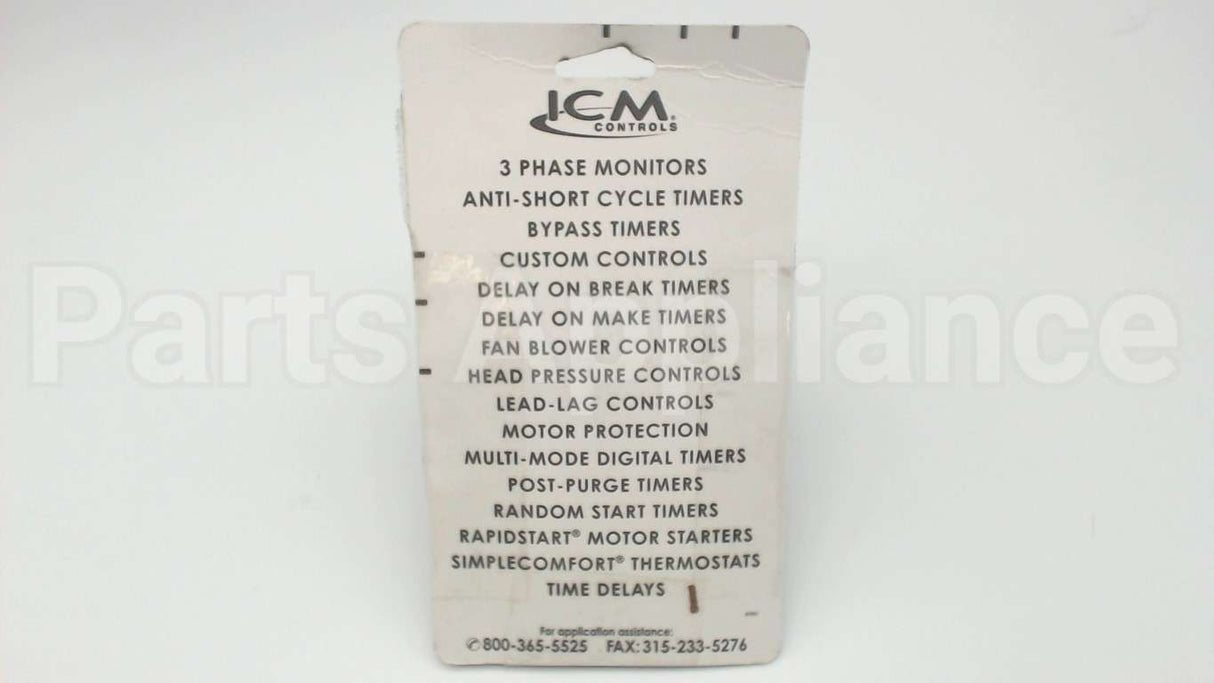 ICM®
CONTROLS
3 PHASE MONITORS
ANTI-SHORT CYCLE TIMERS
BYPASS TIMERS
CUSTOM CONTROLS
DELAY ON BREAK TIMERS
DELAY ON MAKE TIMERS
Parts Appliance
FAN BLOWER CONTROLS
HEAD PRESSURE CONTROLS
LEAD-LAG CONTROLS
MOTOR PROTECTION
MULTI-MODE DIGITAL TIMERS
POST-PURGE TIMERS
RANDOM START TIMERS
RAPIDSTART® MOTOR STARTERS
SIMPLECOMFORT® THERMOSTATS
TIME DELAYS
For application assistance:
✆800-365-5525 FAX: 315-233-5276